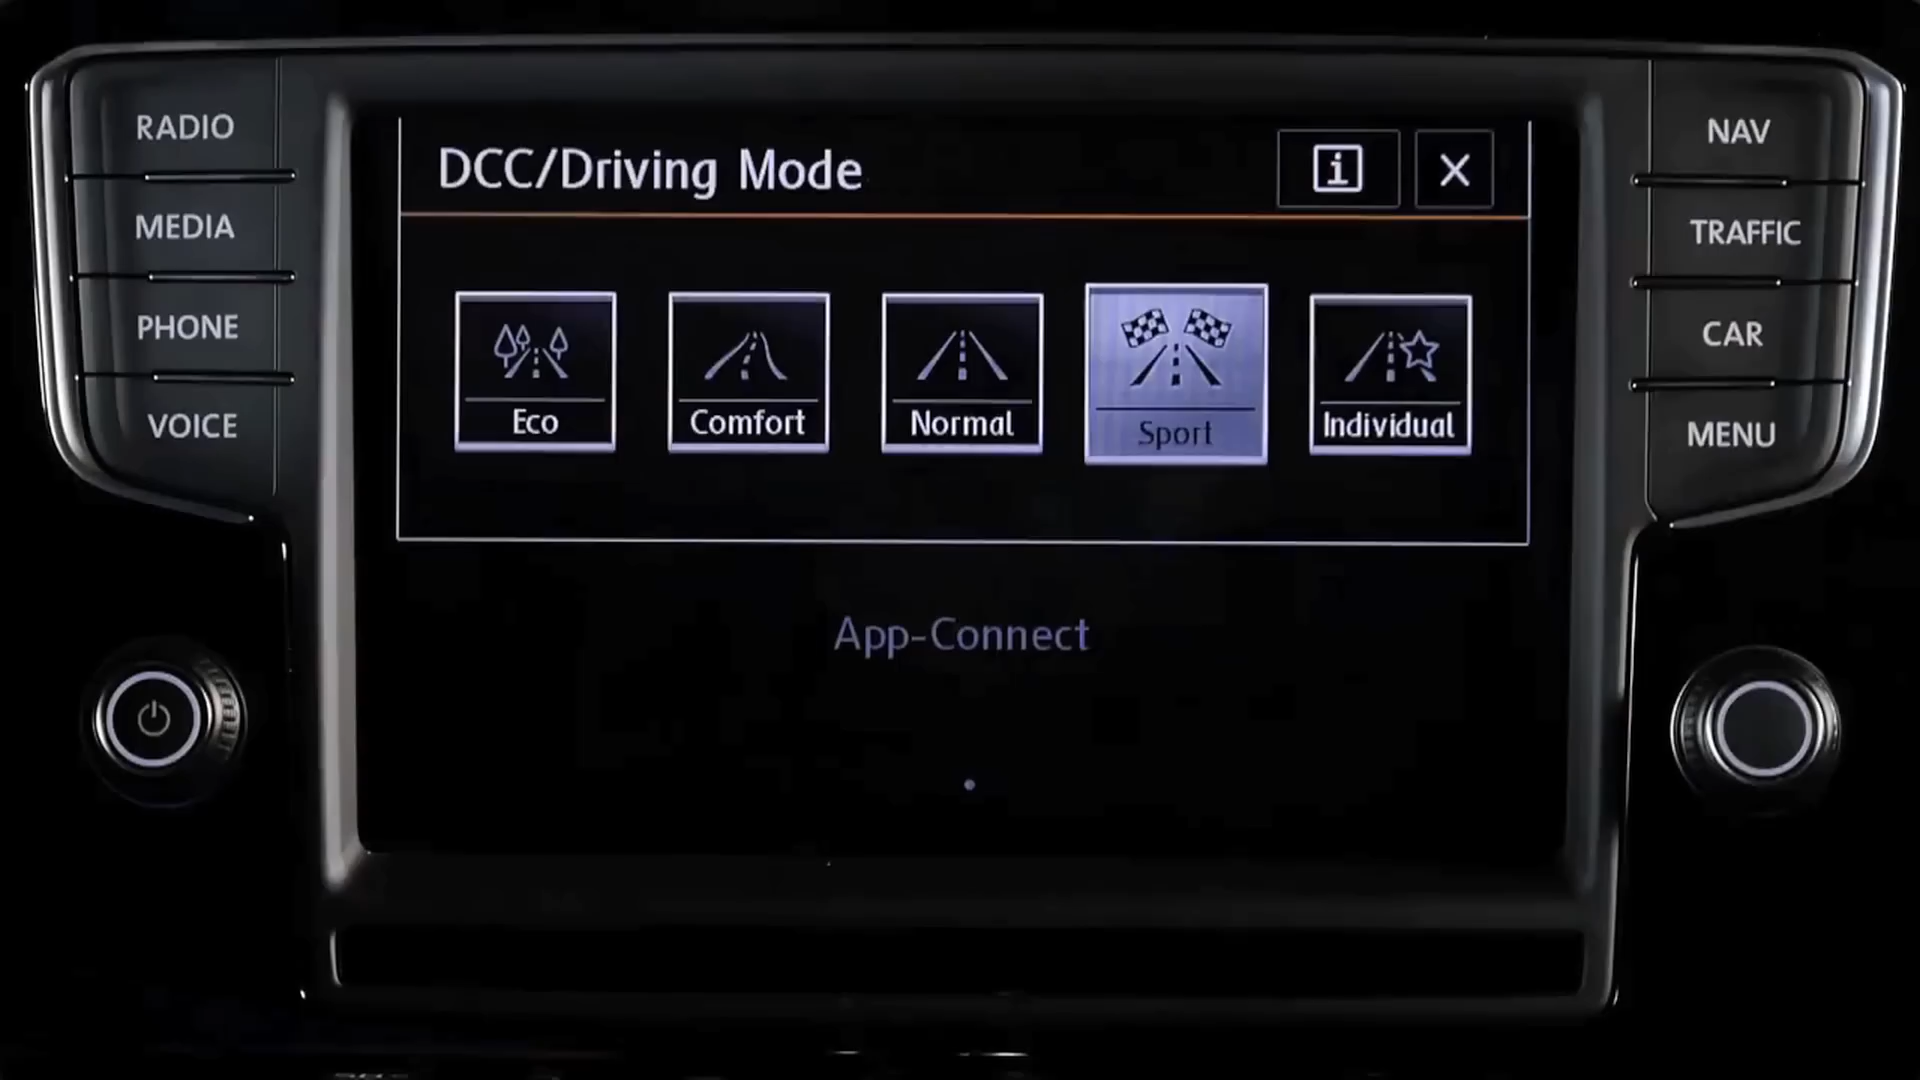 RADIO
MEDIA
PHONE
VOICE
DCC/Driving Mode
i
X
Eco
Comfort
Normal
Sport
Individual
App-Connect
NAV
TRAFFIC
CAR
MENU